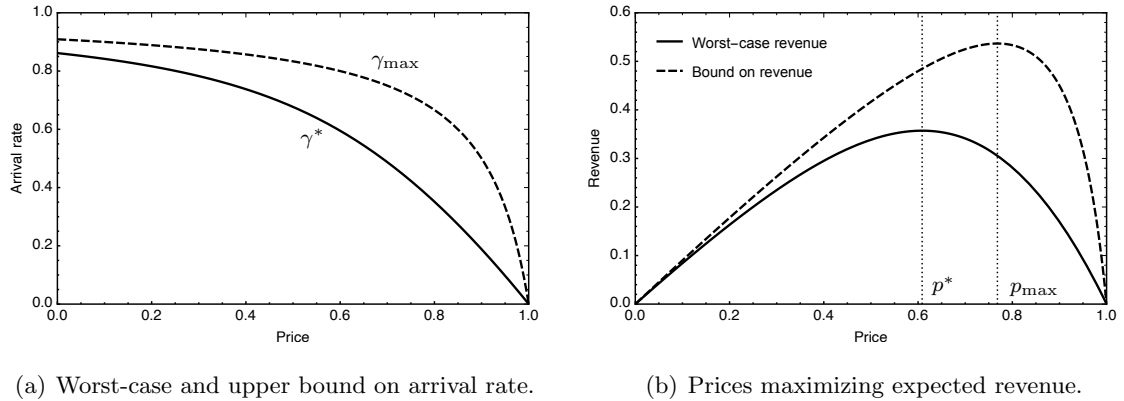 1.0
0.8
0.6
0.4
0.2
0.0
Arrival rate
γmax
γ*
0.0 0.2 0.4 0.6 0.8 1.0
Price
0.6
0.5
0.4
0.3
0.2
0.1
0.0
Revenue
Worst-case revenue
Bound on revenue
p* pmax
0.0 0.2 0.4 0.6 0.8 1.0
Price
(a) Worst-case and upper bound on arrival rate.
(b) Prices maximizing expected revenue.